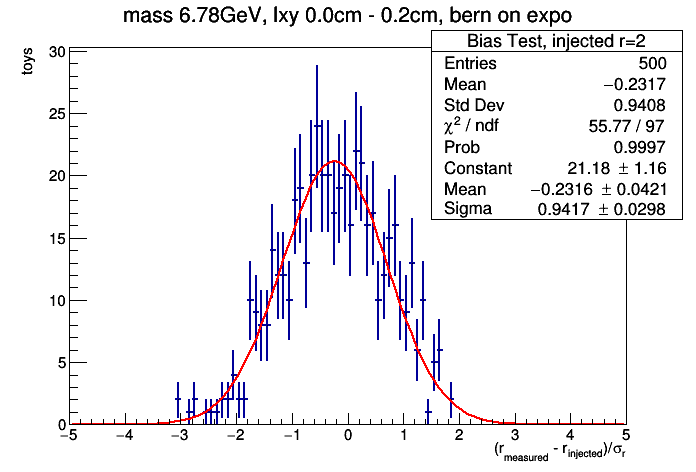 mass 6.78GeV, lxy 0.0cm - 0.2cm, bern on expo
Bias Test, injected r=2
Entries 500
Mean −0.2317
Std Dev 0.9408
χ² / ndf 55.77 / 97
Prob 0.9997
Constant 21.18 ± 1.16
Mean −0.2316 ± 0.0421
Sigma 0.9417 ± 0.0298
toys
30
25
20
15
10
5
0
−5 −4 −3 −2 −1 0 1 2 3 4 5
(r_measured - r_injected)/σ_r